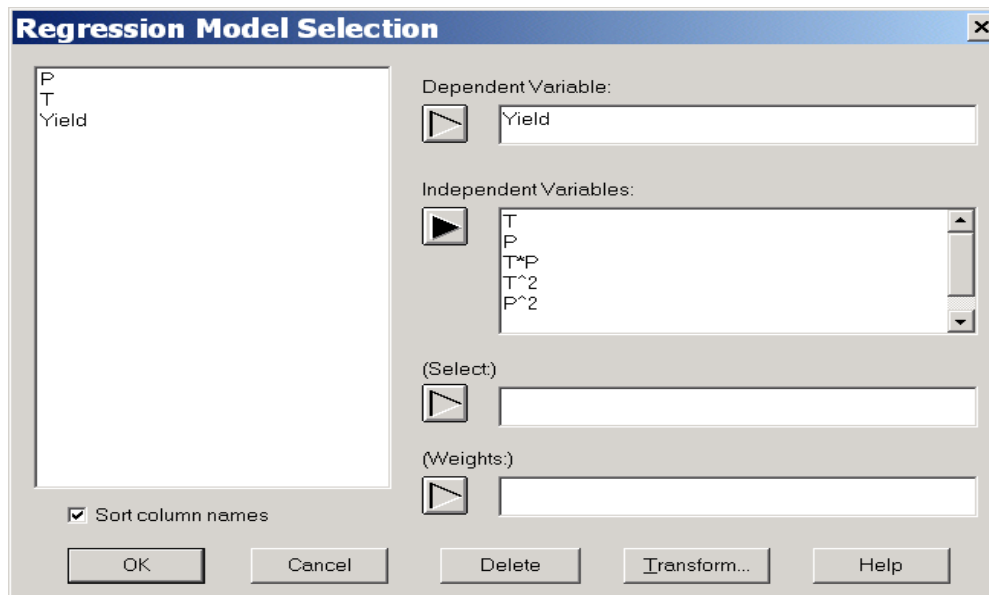 Regression Model Selection
P
T
Yield
Sort column names
Dependent Variable:
Yield
Independent Variables:
T
P
T*P
T^2
P^2
(Select:)
(Weights:)
OK
Cancel
Delete
Transform...
Help